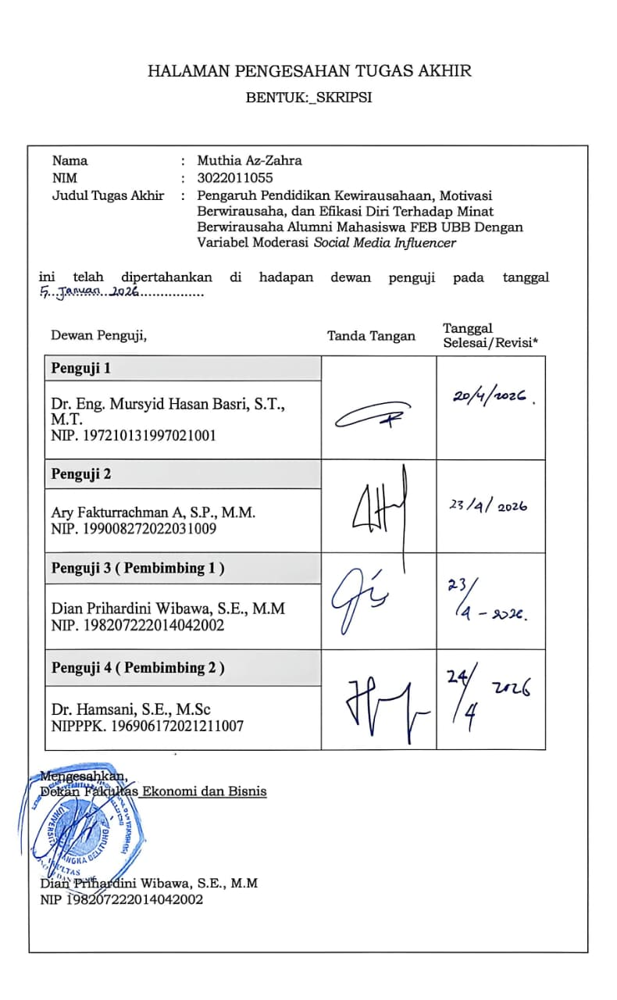 HALAMAN PENGESAHAN TUGAS AKHIR
BENTUK:_SKRIPSI
Nama : Muthia Az-Zahra
NIM : 3022011055
Judul Tugas Akhir : Pengaruh Pendidikan Kewirausahaan, Motivasi
Berwirausaha, dan Efikasi Diri Terhadap Minat
Berwirausaha Alumni Mahasiswa FEB UBB Dengan
Variabel Moderasi Social Media Influencer
ini telah dipertahankan di hadapan dewan penguji pada tanggal
5...Januari..2026................
Dewan Penguji, Tanda Tangan Tanggal
Selesai/Revisi*
Penguji 1
Dr. Eng. Mursyid Hasan Basri, S.T.,
M.T.
NIP. 197210131997021001
20/4/2026.
Penguji 2
Ary Fakturrachman A, S.P., M.M.
NIP. 199008272022031009
23/4/2026
Penguji 3 ( Pembimbing 1 )
Dian Prihardini Wibawa, S.E., M.M
NIP. 198207222014042002
23/4 - 2026.
Penguji 4 ( Pembimbing 2 )
Dr. Hamsani, S.E., M.Sc
NIPPPK. 196906172021211007
24/4 2026
Mengesahkan,
Dekan Fakultas Ekonomi dan Bisnis
UNIVERSITAS BANGKA BELITUNG
FAKULTAS
Dian Prihardini Wibawa, S.E., M.M
NIP 198207222014042002